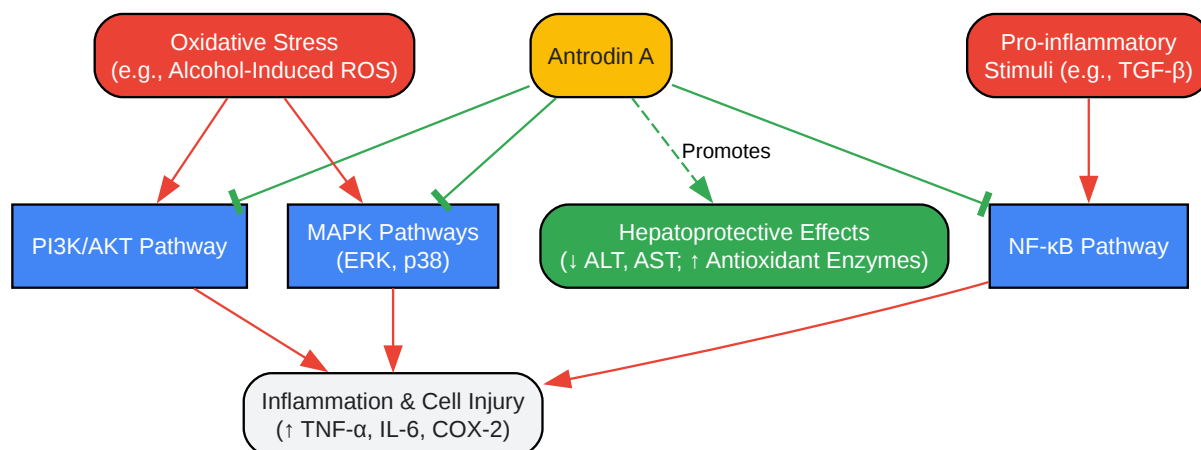 Oxidative Stress
(e.g., Alcohol-Induced ROS)
Antrodin A
Pro-inflammatory
Stimuli (e.g., TGF-β)
Promotes
PI3K/AKT Pathway
MAPK Pathways
(ERK, p38)
Hepatoprotective Effects
(↓ ALT, AST; ↑ Antioxidant Enzymes)
NF-κB Pathway
Inflammation & Cell Injury
(↑ TNF-α, IL-6, COX-2)